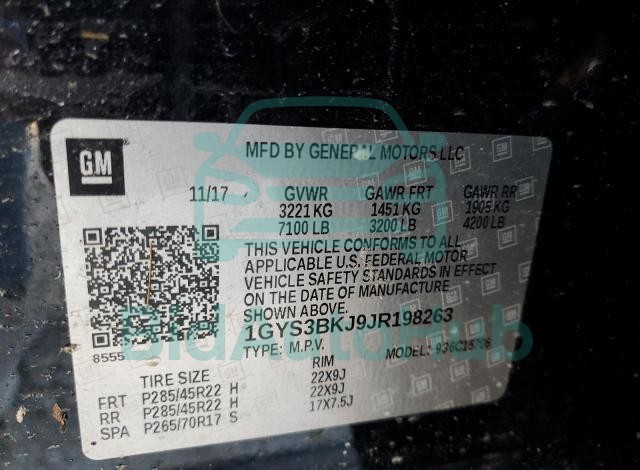 GM
MFD BY GENERAL MOTORS LLC
11/17 GVWR GAWR FRT GAWR RR
3221 KG 1451 KG 1905 KG
7100 LB 3200 LB 4200 LB
THIS VEHICLE CONFORMS TO ALL
APPLICABLE U.S. FEDERAL MOTOR
VEHICLE SAFETY STANDARDS IN EFFECT
ON THE DATE OF MANUFACTURE
SHOWN ABOVE.
1GYS3BKJ9JR198263
8555 TYPE: M.P.V. MODEL: 936C15706
BidAutoHub
TIRE SIZE RIM
FRT P285/45R22 H 22X9J
RR P285/45R22 H 22X9J
SPA P265/70R17 S 17X7.5J